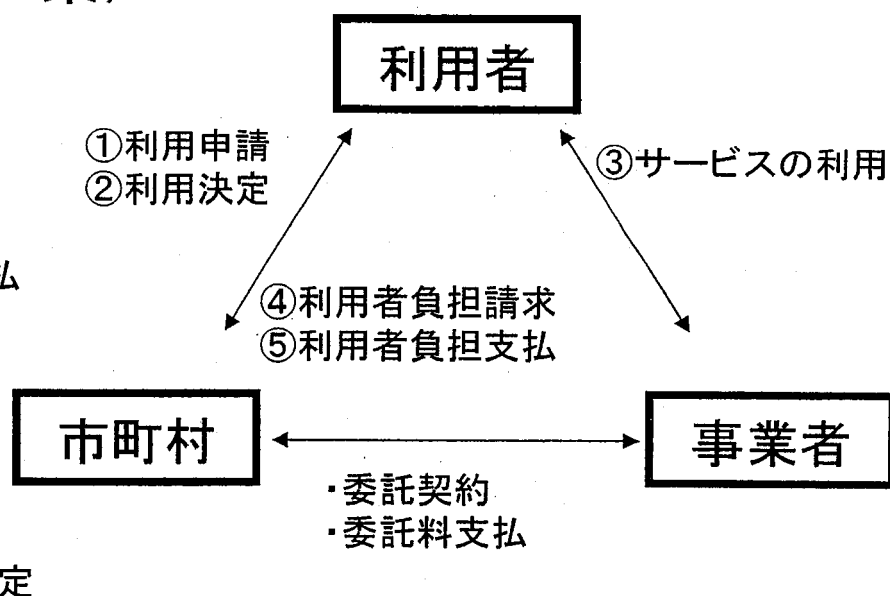 利用者
①利用申請
②利用決定
③サービスの利用
払
④利用者負担請求
⑤利用者負担支払
市町村
事業者
・委託契約
・委託料支払
定